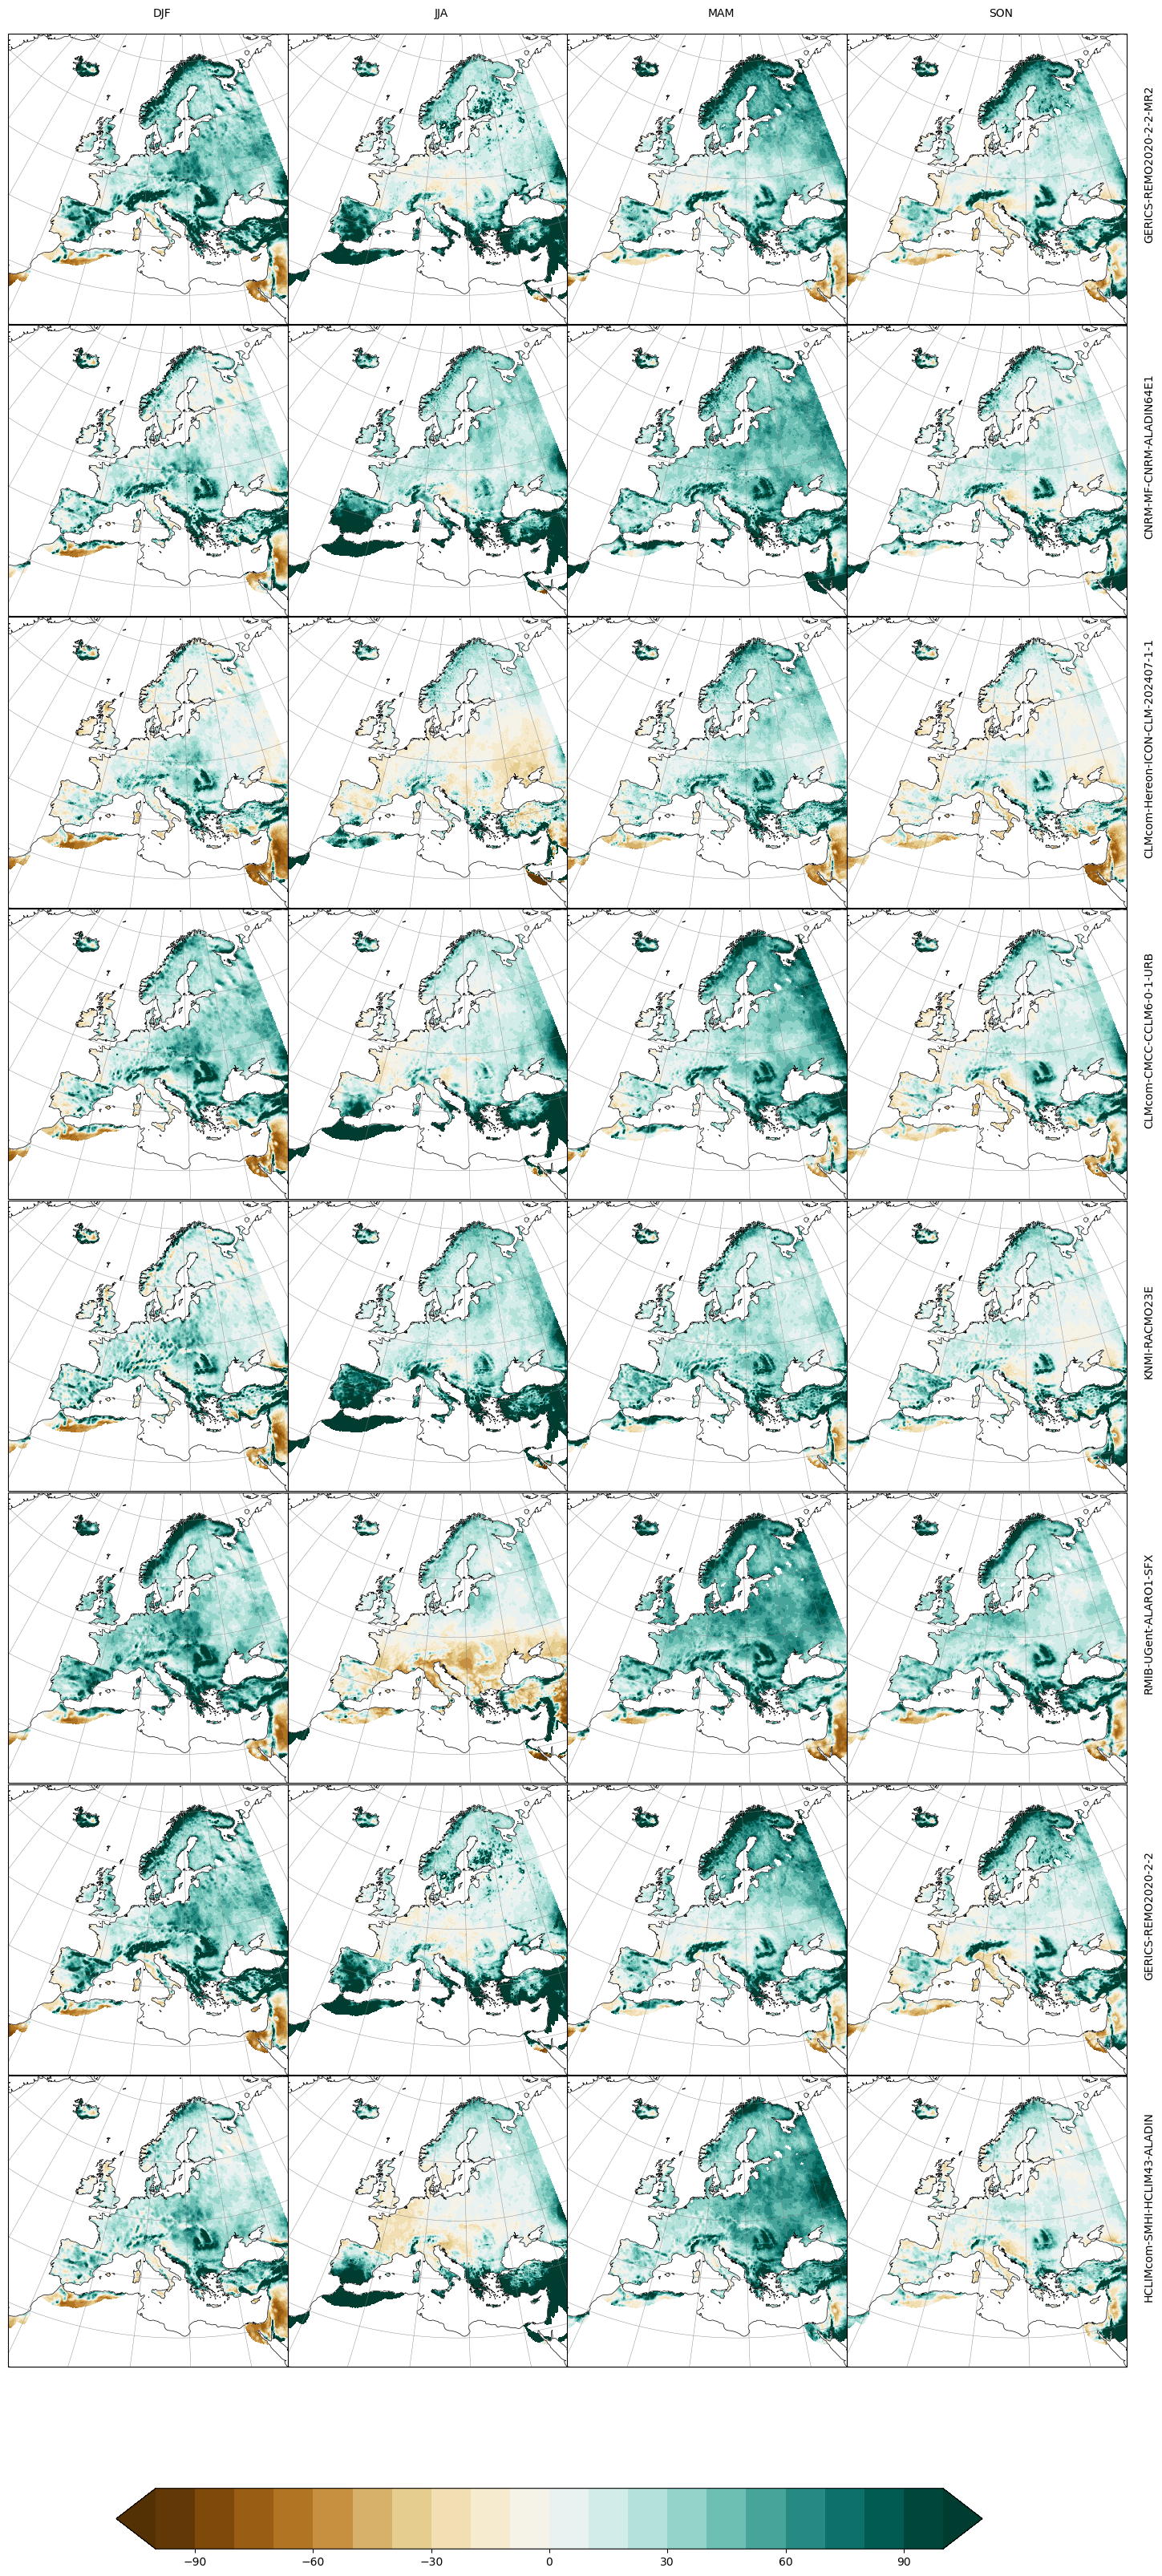 DJF JJA MAM SON
GERICS-REMO2020-2-2-MR2
CNRM-MF-CNRM-ALADIN64E1
CLMcom-Hereon-ICON-CLM-202407-1-1
CLMcom-CMCC-CCLM6-0-1-URB
KNMI-RACMO23E
RMIB-UGent-ALARO1-SFX
GERICS-REMO2020-2-2
HCLIMcom-SMHI-HCLIM43-ALADIN
−90 −60 −30 0 30 60 90